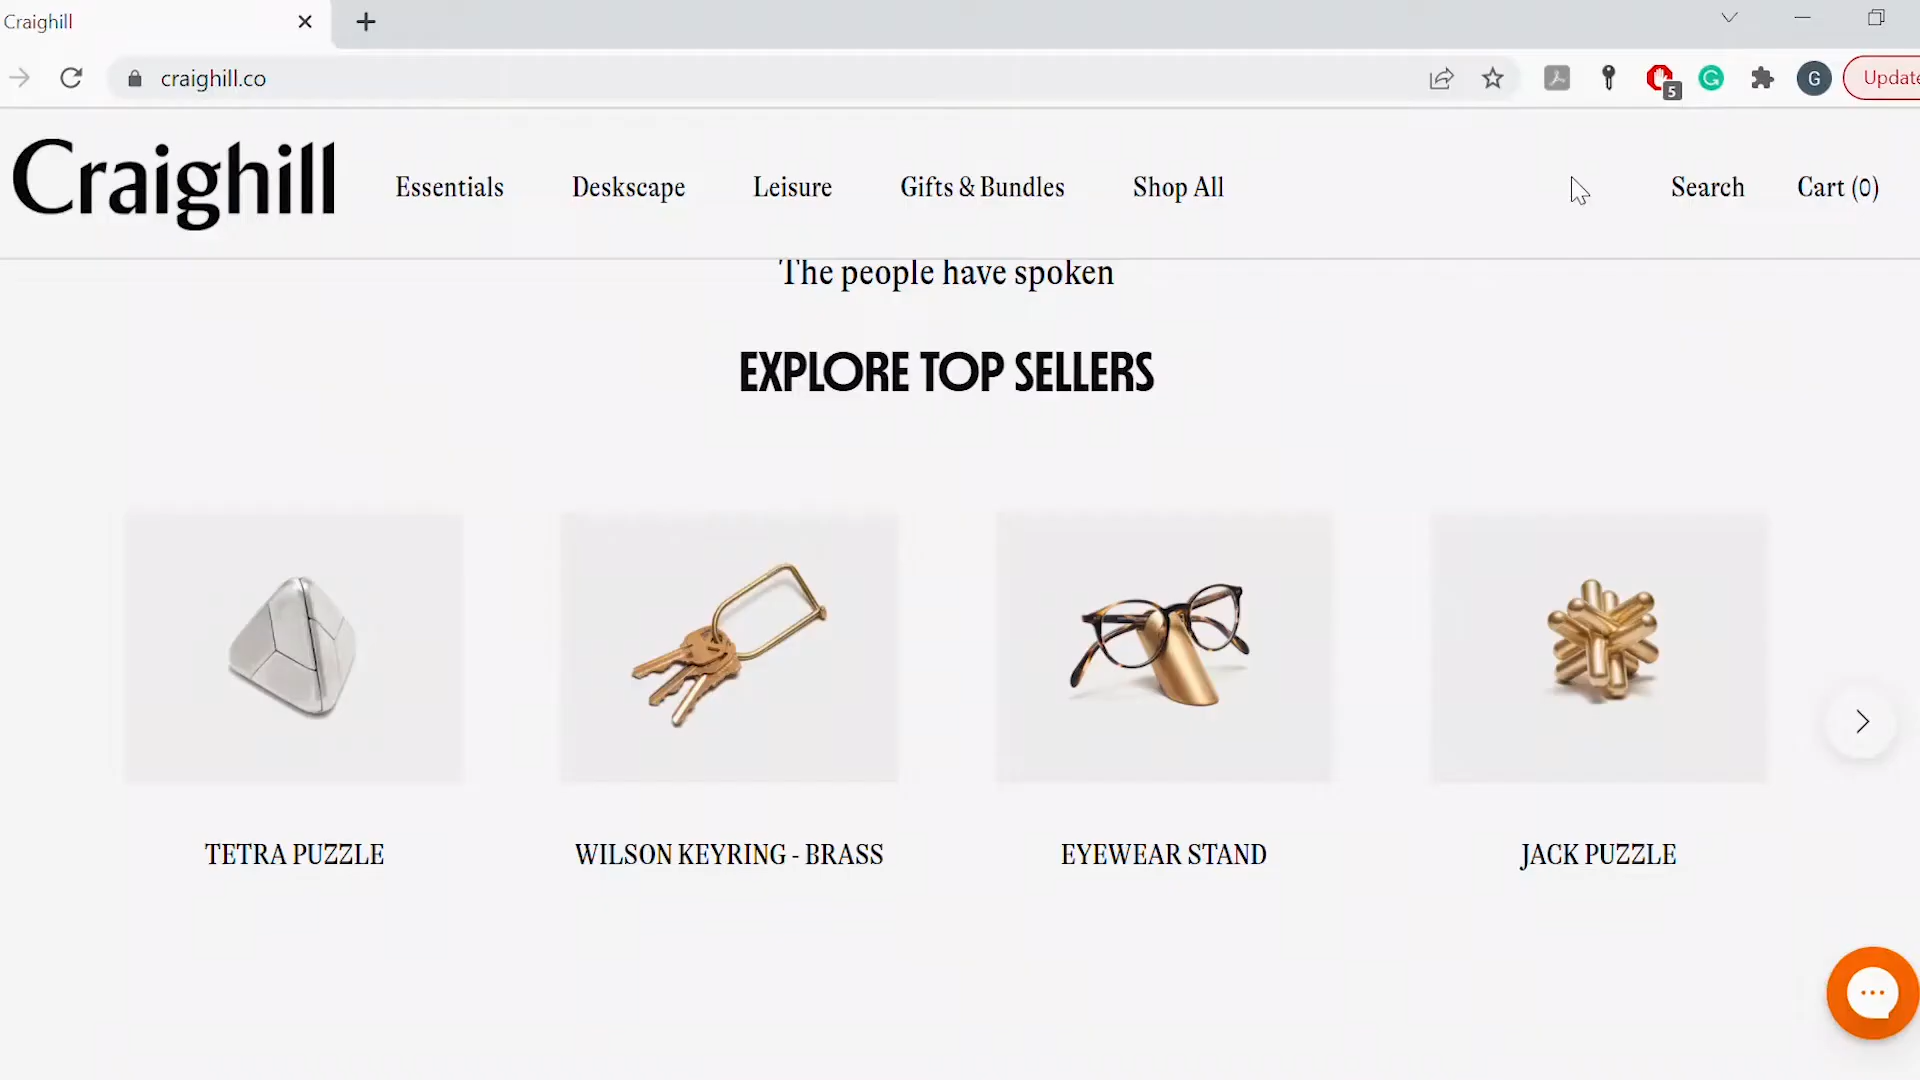 Craighill
craighill.co
5
G
Update
Craighill
Essentials
Deskscape
Leisure
Gifts & Bundles
Shop All
Search
Cart (0)
The people have spoken
EXPLORE TOP SELLERS
TETRA PUZZLE
WILSON KEYRING - BRASS
EYEWEAR STAND
JACK PUZZLE